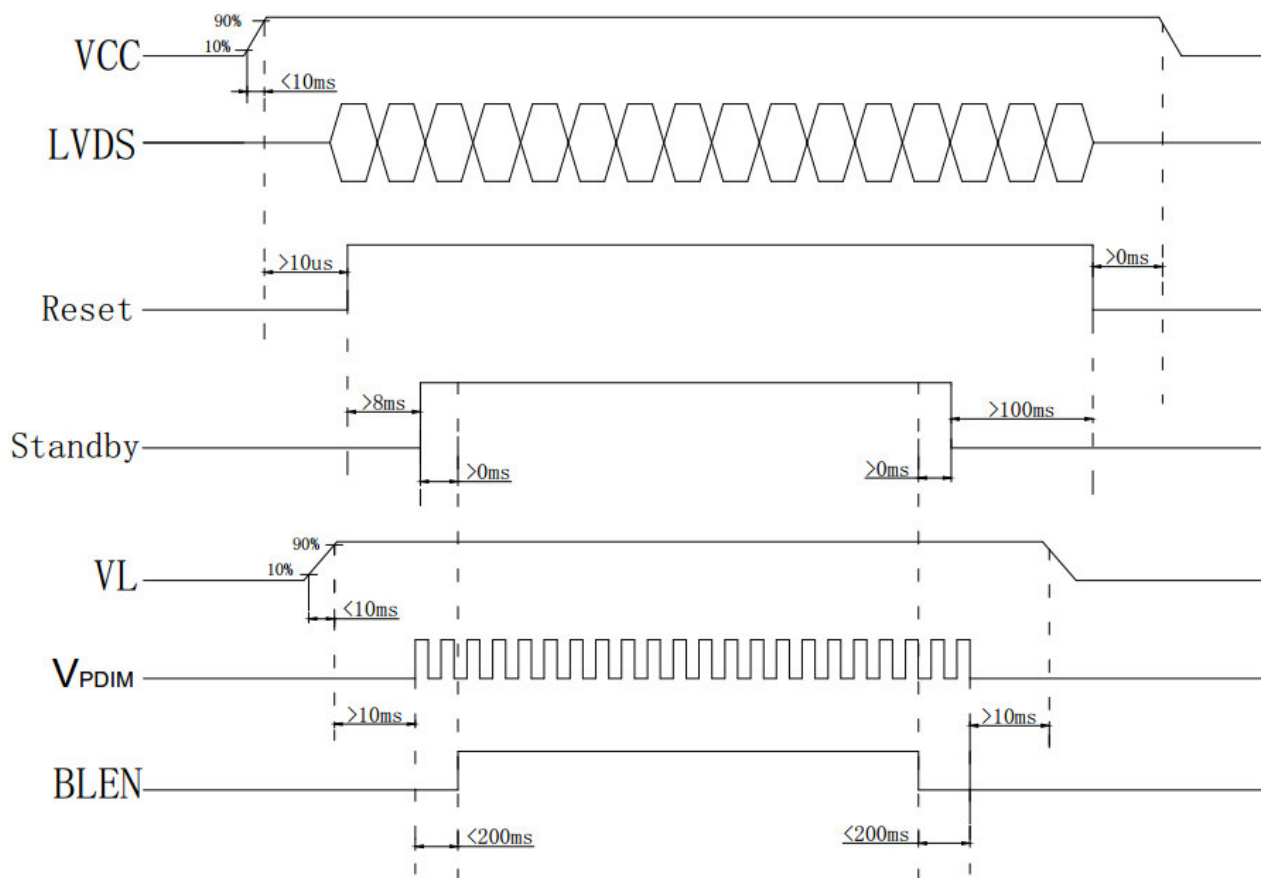 90%
10%
VCC
<10ms
LVDS
>10us
>0ms
Reset
>8ms
>100ms
Standby
>0ms
>0ms
90%
10%
VL
<10ms
VPDIM
>10ms
>10ms
BLEN
<200ms
<200ms